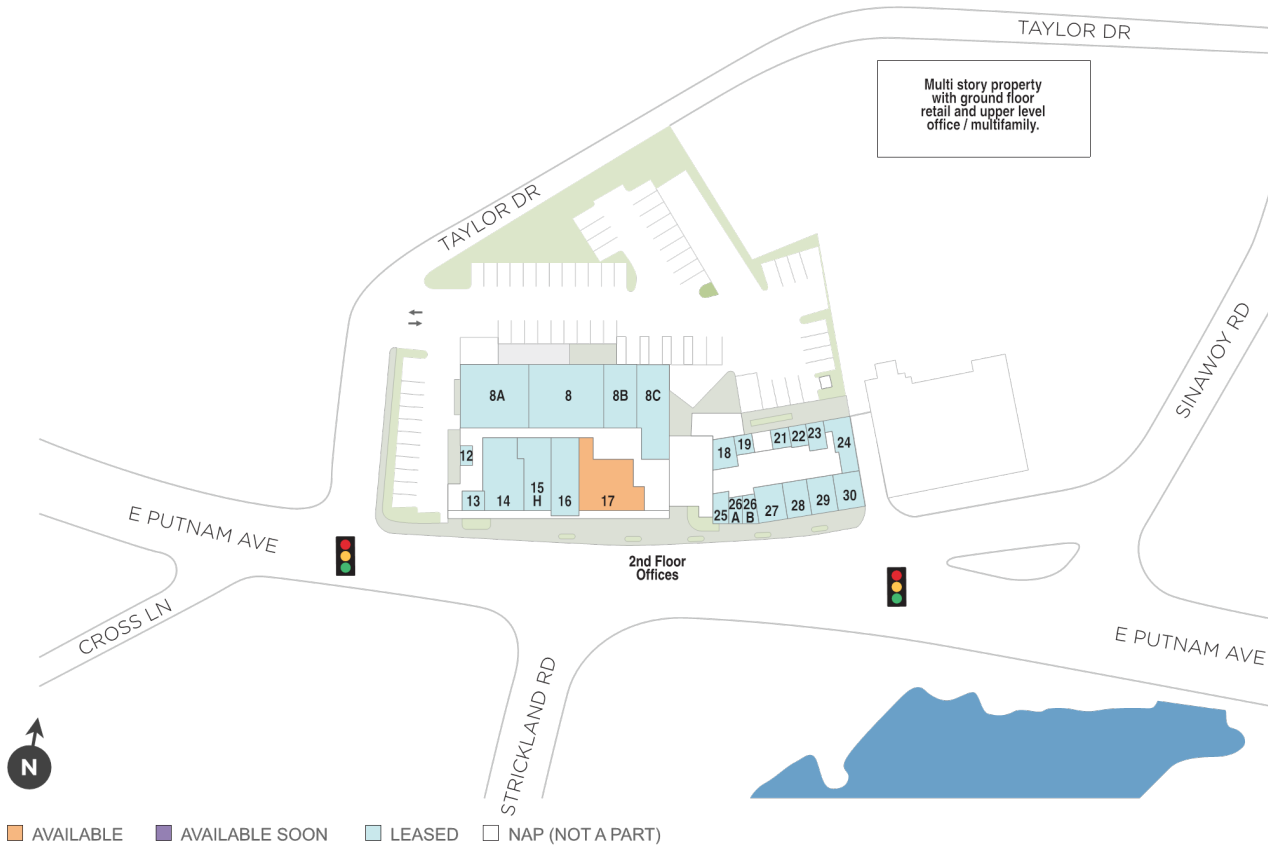 TAYLOR DR
Multi story property
with ground floor
retail and upper level
office / multifamily.
TAYLOR DR
SINAWOY RD
8A
8
8B
8C
12
13
14
15
H
16
17
18
19
21
22
23
24
25
26
A
26
B
27
28
29
30
E PUTNAM AVE
2nd Floor
Offices
CROSS LN
STRICKLAND RD
E PUTNAM AVE
N
AVAILABLE
AVAILABLE SOON
LEASED
NAP (NOT A PART)